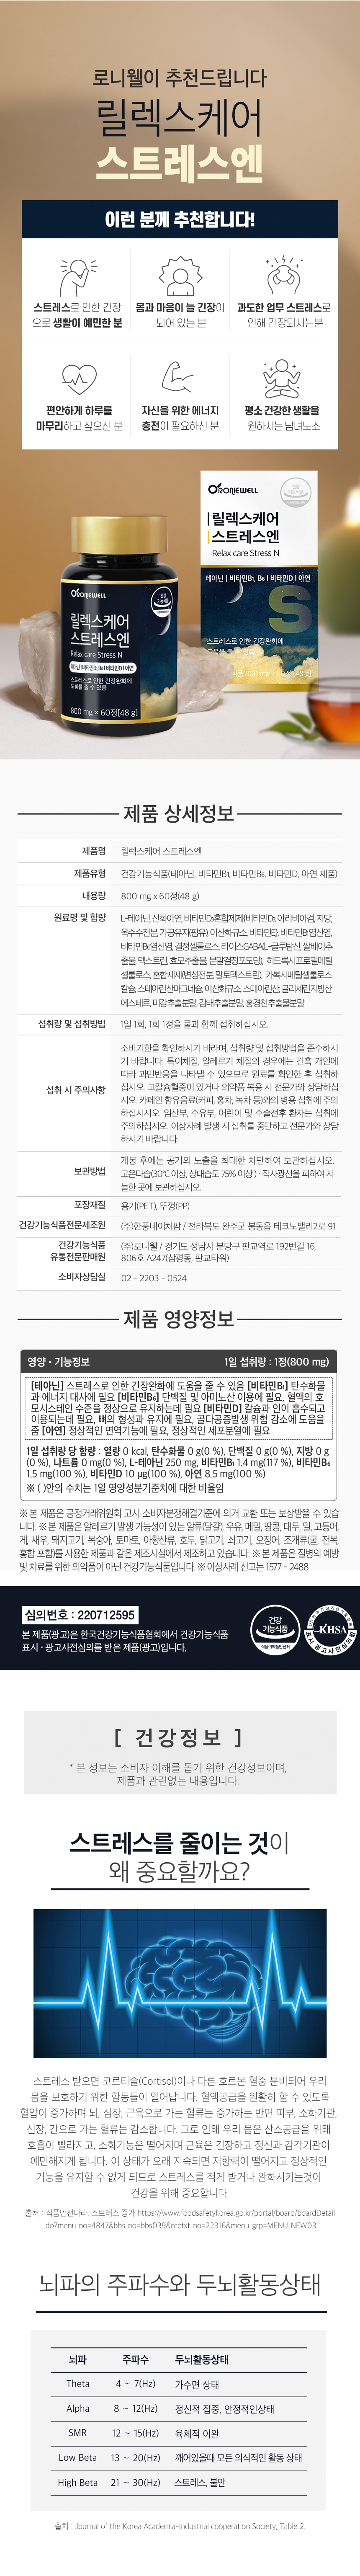 로니웰이 추천드립니다
릴렉스케어
스트레스엔
이런 분께 추천합니다!
스트레스로 인한 긴장
으로 생활이 예민한 분
몸과 마음이 늘 긴장이
되어 있는 분
과도한 업무 스트레스로
인해 긴장되시는분
편안하게 하루를
마무리하고 싶으신 분
자신을 위한 에너지
충전이 필요하신 분
평소 건강한 생활을
원하시는 남녀노소
RONIEWELL
릴렉스케어
스트레스엔
Relax care Stress N
테아닌 | 비타민B₁, B₆ | 비타민D | 아연
S
스트레스로 인한 긴장완화에
RONIEWELL
릴렉스케어
스트레스엔
Relax care Stress N
스트레스로 인한 긴장완화에
도움을 줄 수 있음
800 mg × 60정[48 g]
제품 상세정보
제품명 릴렉스케어 스트레스엔
제품유형 건강기능식품(테아닌, 비타민B₁, 비타민B₆, 비타민D, 아연 제품)
내용량 800 mg x 60정(48 g)
원료명 및 함량 L-테아닌, 산화아연, 비타민D₃혼합제제(비타민D₃, 아라비아검, 자당,
옥수수전분, 가공유지(팜유), 이산화규소, 비타민E), 비타민B₁염산염,
비타민B₆염산염, 결정셀룰로스, 라이스GABA(L-글루탐산, 쌀배아추
출물, 덱스트린, 효모추출물, 분말결정포도당), 히드록시프로필메틸
셀룰로스, 혼합제제(변성전분, 말토덱스트린), 카복시메틸셀룰로스
칼슘, 스테아린산마그네슘, 이산화규소, 스테아린산, 글리세린지방산
에스테르, 미강추출분말, 감태추출분말, 홍경천추출물분말
섭취량 및 섭취방법 1일 1회, 1회 1정을 물과 함께 섭취하십시오.
섭취 시 주의사항 소비기한을 확인하시기 바라며, 섭취량 및 섭취방법을 준수하시
기 바랍니다. 특이체질, 알레르기 체질의 경우에는 간혹 개인에
따라 과민반응을 나타낼 수 있으므로 원료를 확인한 후 섭취하
십시오. 고칼슘혈증이 있거나 의약품 복용 시 전문가와 상담하십
시오. 카페인 함유음료(커피, 홍차, 녹차 등)와의 병용 섭취에 주의
하십시오. 임산부, 수유부, 어린이 및 수술전후 환자는 섭취에
주의하십시오. 이상사례 발생 시 섭취를 중단하고 전문가와 상담
하시기 바랍니다.
보관방법 개봉 후에는 공기의 노출을 최대한 차단하여 보관하십시오.
고온다습(30℃ 이상, 상대습도 75% 이상)·직사광선을 피하여 서
늘한 곳에 보관하십시오.
포장재질 용기(PET), 뚜껑(PP)
건강기능식품전문제조원 (주)한풍네이처팜 / 전라북도 완주군 봉동읍 테크노밸리2로 91
건강기능식품
유통전문판매원 (주)로니웰 / 경기도 성남시 분당구 판교역로 192번길 16,
806호 A247(삼평동, 판교타워)
소비자상담실 02 - 2203 - 0524
제품 영양정보
영양 • 기능정보 1일 섭취량 : 1정(800 mg)
[테아닌] 스트레스로 인한 긴장완화에 도움을 줄 수 있음 [비타민B₁] 탄수화물
과 에너지 대사에 필요 [비타민B₆] 단백질 및 아미노산 이용에 필요, 혈액의 호
모시스테인 수준을 정상으로 유지하는데 필요 [비타민D] 칼슘과 인이 흡수되고
이용되는데 필요, 뼈의 형성과 유지에 필요, 골다공증발생 위험 감소에 도움을
줌 [아연] 정상적인 면역기능에 필요, 정상적인 세포분열에 필요
1일 섭취량 당 함량 : 열량 0 kcal, 탄수화물 0 g(0 %), 단백질 0 g(0 %), 지방 0 g
(0 %), 나트륨 0 mg(0 %), L-테아닌 250 mg, 비타민B₁ 1.4 mg(117 %), 비타민B₆
1.5 mg(100 %), 비타민D 10 μg(100 %), 아연 8.5 mg(100 %)
※ ( )안의 수치는 1일 영양성분기준치에 대한 비율임
※ 본 제품은 공정거래위원회 고시 소비자분쟁해결기준에 의거 교환 또는 보상받을 수 있습
니다. ※ 본 제품은 알레르기 발생 가능성이 있는 알류(달걀), 우유, 메밀, 땅콩, 대두, 밀, 고등어,
게, 새우, 돼지고기, 복숭아, 토마토, 아황산류, 호두, 닭고기, 쇠고기, 오징어, 조개류(굴, 전복,
홍합 포함)를 사용한 제품과 같은 제조시설에서 제조하고 있습니다. ※ 본 제품은 질병의 예방
및 치료를 위한 의약품이 아닌 건강기능식품입니다. ※ 이상사례 신고는 1577 - 2488
심의번호 : 220712595
본 제품(광고)은 한국건강기능식품협회에서 건강기능식품
표시 · 광고사전심의를 받은 제품(광고)입니다.
건강
기능식품
식품의약품안전처
KHSA
표시 광고사전심의필
[ 건강정보 ]
* 본 정보는 소비자 이해를 돕기 위한 건강정보이며,
제품과 관련없는 내용입니다.
스트레스를 줄이는 것이
왜 중요할까요?
스트레스 받으면 코르티솔(Cortisol)이나 다른 호르몬 혈중 분비되어 우리
몸을 보호하기 위한 활동들이 일어납니다. 혈액공급을 원활히 할 수 있도록
혈압이 증가하며 뇌, 심장, 근육으로 가는 혈류는 증가하는 반면 피부, 소화기관,
신장, 간으로 가는 혈류는 감소합니다. 그로 인해 우리 몸은 산소공급을 위해
호흡이 빨라지고, 소화기능은 떨어지며 근육은 긴장하고 정신과 감각기관이
예민해지게 됩니다. 이 상태가 오래 지속되면 저항력이 떨어지고 정상적인
기능을 유지할 수 없게 되므로 스트레스를 적게 받거나 완화시키는것이
건강을 위해 중요합니다.
출처 : 식품안전나라, 스트레스 증가 https://www.foodsafetykorea.go.kr/portal/board/boardDetail
.do?menu_no=4847&bbs_no=bbs039&ntctxt_no=22316&menu_grp=MENU_NEW03
뇌파의 주파수와 두뇌활동상태
뇌파 주파수 두뇌활동상태
Theta 4 ~ 7(Hz) 가수면 상태
Alpha 8 ~ 12(Hz) 정신적 집중, 안정적인상태
SMR 12 ~ 15(Hz) 육체적 이완
Low Beta 13 ~ 20(Hz) 깨어있을때 모든 의식적인 활동 상태
High Beta 21 ~ 30(Hz) 스트레스, 불안
출처 : Journal of the Korea Academia-Industrial cooperation Society, Table 2.